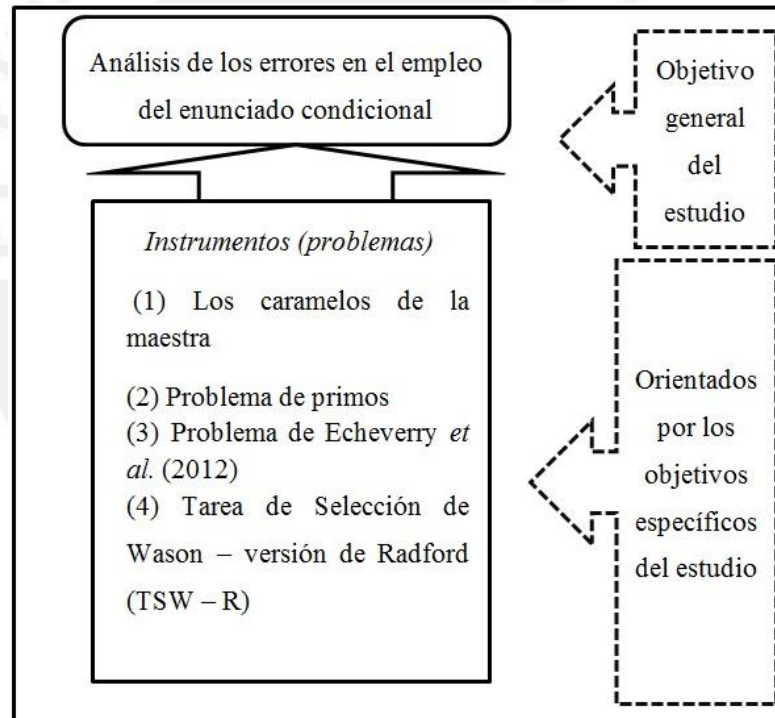 Análisis de los errores en el empleo
del enunciado condicional
Objetivo
general
del
estudio
Instrumentos (problemas)
(1) Los caramelos de la
maestra
(2) Problema de primos
(3) Problema de Echeverry et
al. (2012)
(4) Tarea de Selección de
Wason – versión de Radford
(TSW – R)
Orientados
por los
objetivos
específicos
del estudio